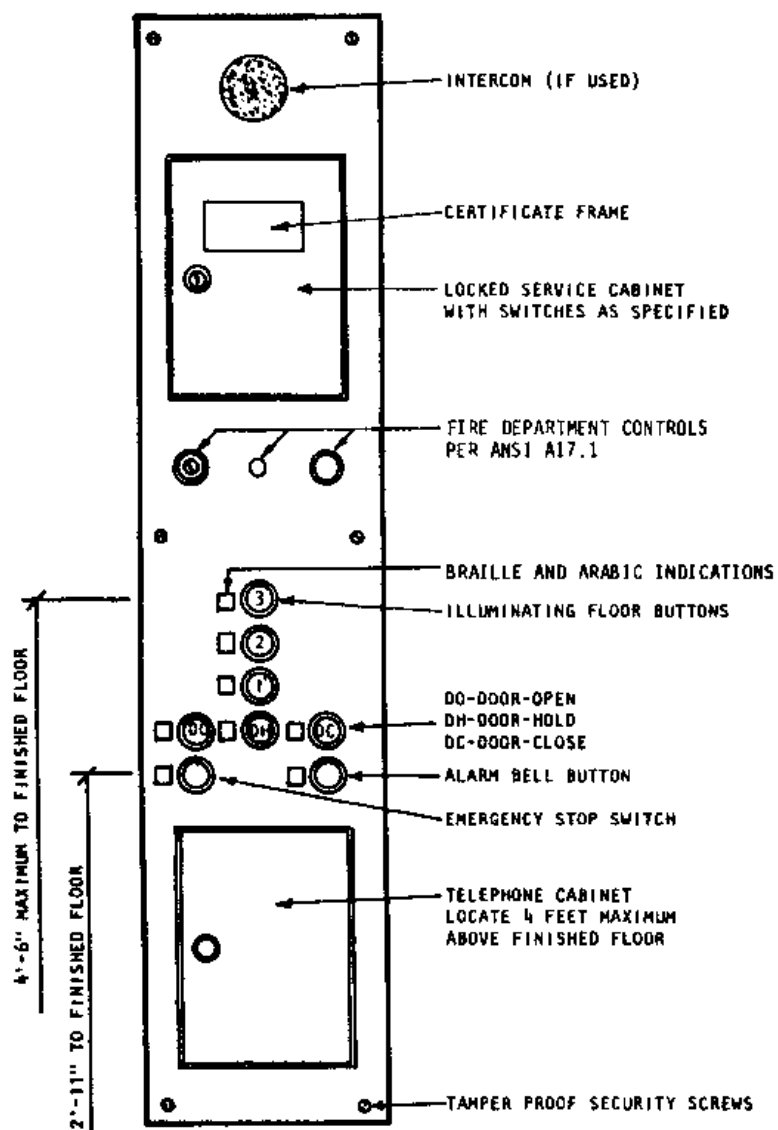 INTERCOM (IF USED)
CERTIFICATE FRAME
LOCKED SERVICE CABINET
WITH SWITCHES AS SPECIFIED
FIRE DEPARTMENT CONTROLS
PER ANSI A17.1
BRAILLE AND ARABIC INDICATIONS
3
ILLUMINATING FLOOR BUTTONS
2
1
DO-DOOR-OPEN
DH-DOOR-HOLD
DC-DOOR-CLOSE
DO DH DC
ALARM BELL BUTTON
EMERGENCY STOP SWITCH
TELEPHONE CABINET
LOCATE 4 FEET MAXIMUM
ABOVE FINISHED FLOOR
TAMPER PROOF SECURITY SCREWS
4'-6" MAXIMUM TO FINISHED FLOOR
2'-11" TO FINISHED FLOOR